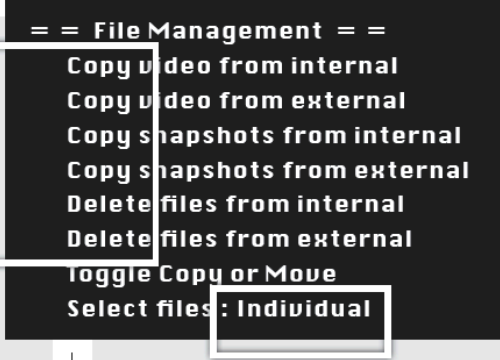 = = File Management = =
Copy video from internal
Copy video from external
Copy snapshots from internal
Copy snapshots from external
Delete files from internal
Delete files from external
Toggle Copy or Move
Select files : Individual